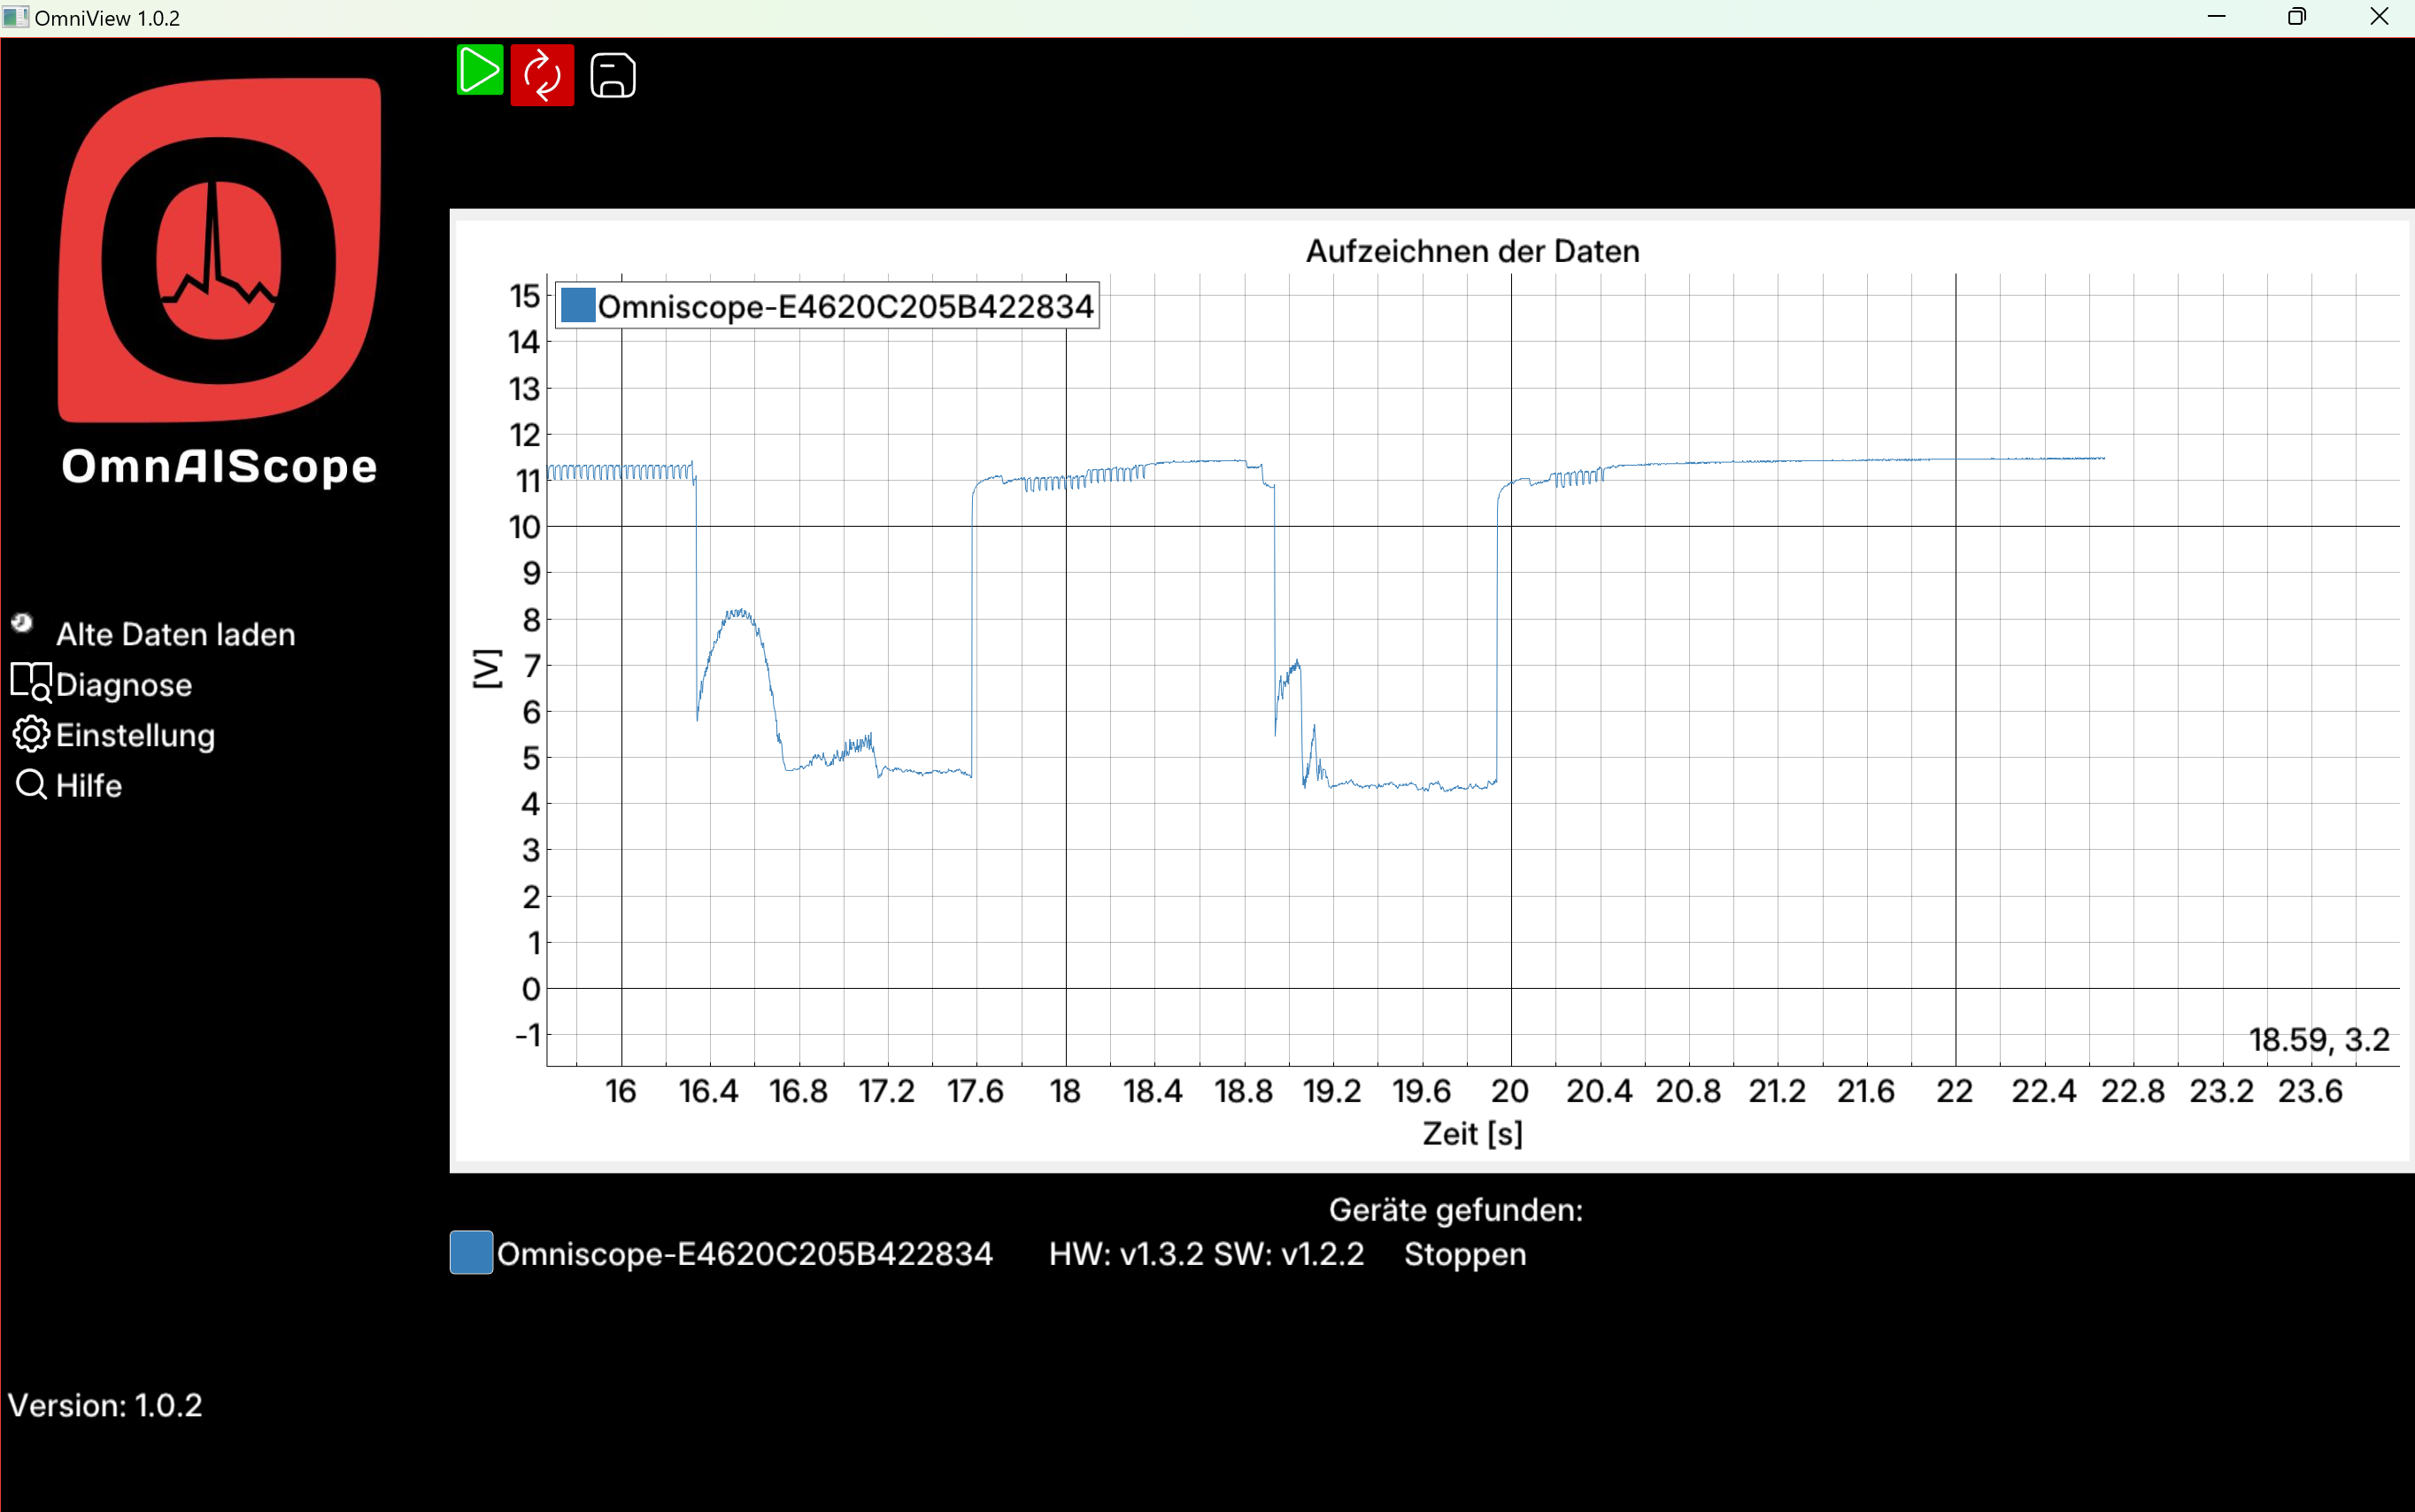 OmniView 1.0.2
OmnAIScope
Alte Daten laden
Diagnose
Einstellung
Hilfe
Version: 1.0.2
Aufzeichnen der Daten
Omniscope-E4620C205B422834
15
14
13
12
11
10
9
8
7
6
5
4
3
2
1
0
-1
[V]
18.59, 3.2
16 16.4 16.8 17.2 17.6 18 18.4 18.8 19.2 19.6 20 20.4 20.8 21.2 21.6 22 22.4 22.8 23.2 23.6
Zeit [s]
Geräte gefunden:
Omniscope-E4620C205B422834 HW: v1.3.2 SW: v1.2.2 Stoppen